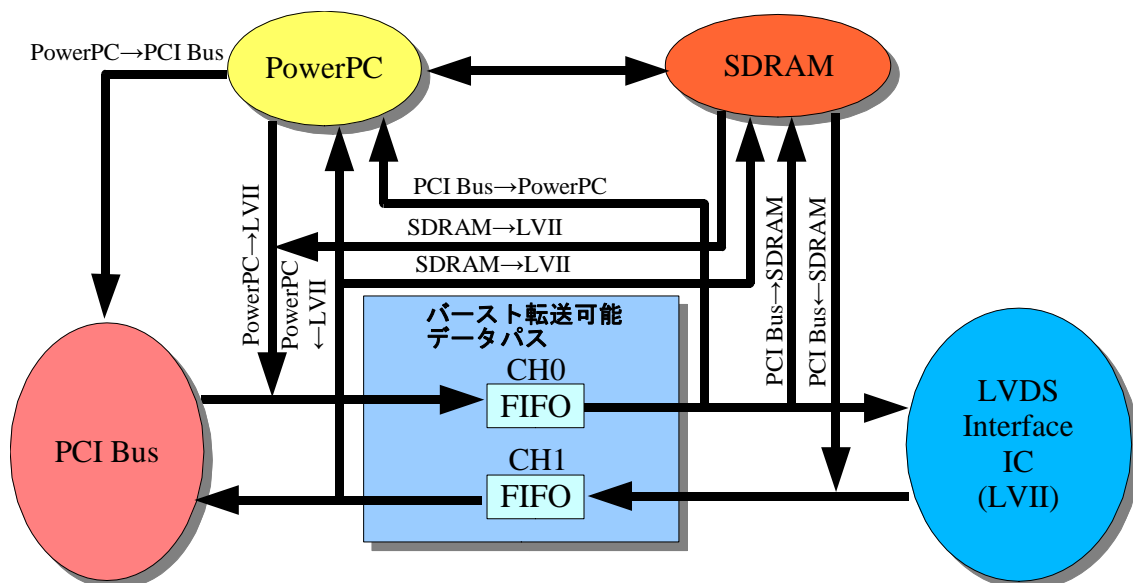 PowerPC→PCI Bus
PowerPC
SDRAM
PCI Bus→PowerPC
SDRAM→LVII
SDRAM→LVII
PowerPC→LVII
PowerPC
←LVII
PCI Bus→SDRAM
PCI Bus←SDRAM
バースト転送可能
データパス
CH0
FIFO
CH1
FIFO
PCI Bus
LVDS
Interface
IC
(LVII)